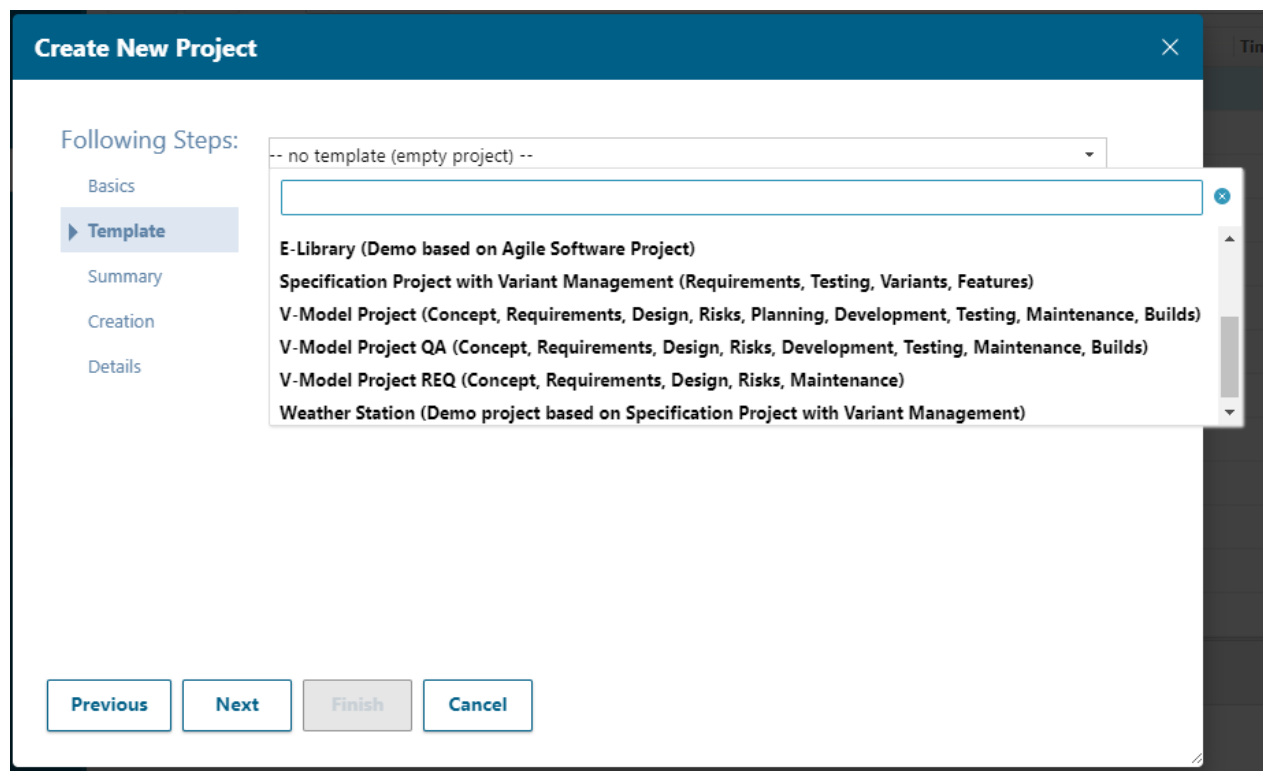 Create New Project
Tim
Following Steps:
-- no template (empty project) --
Basics
Template
Summary
Creation
Details
E-Library (Demo based on Agile Software Project)
Specification Project with Variant Management (Requirements, Testing, Variants, Features)
V-Model Project (Concept, Requirements, Design, Risks, Planning, Development, Testing, Maintenance, Builds)
V-Model Project QA (Concept, Requirements, Design, Risks, Development, Testing, Maintenance, Builds)
V-Model Project REQ (Concept, Requirements, Design, Risks, Maintenance)
Weather Station (Demo project based on Specification Project with Variant Management)
Previous
Next
Finish
Cancel